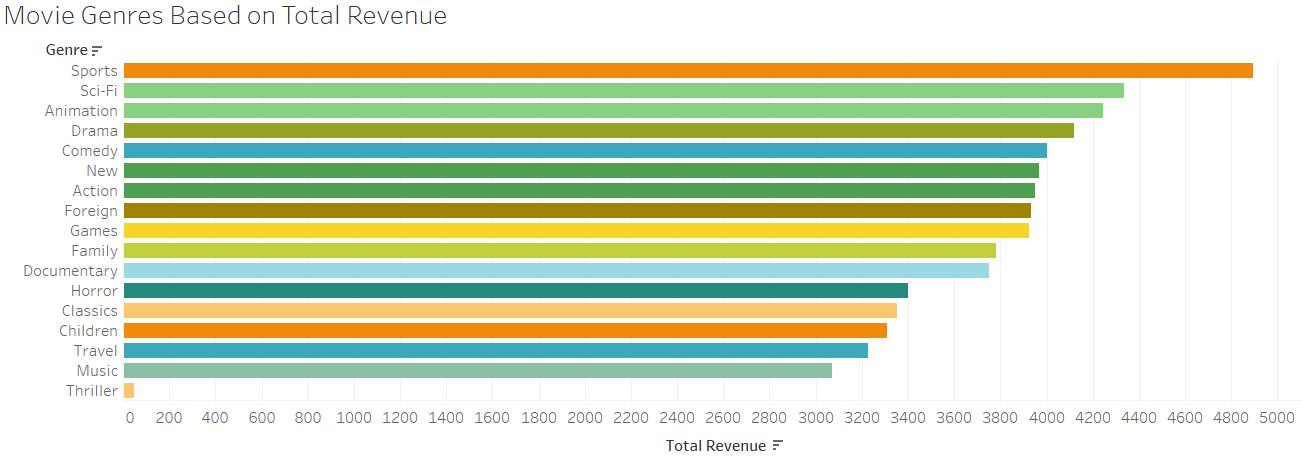 Movie Genres Based on Total Revenue
Genre
Sports
Sci-Fi
Animation
Drama
Comedy
New
Action
Foreign
Games
Family
Documentary
Horror
Classics
Children
Travel
Music
Thriller
0 200 400 600 800 1000 1200 1400 1600 1800 2000 2200 2400 2600 2800 3000 3200 3400 3600 3800 4000 4200 4400 4600 4800 5000
Total Revenue